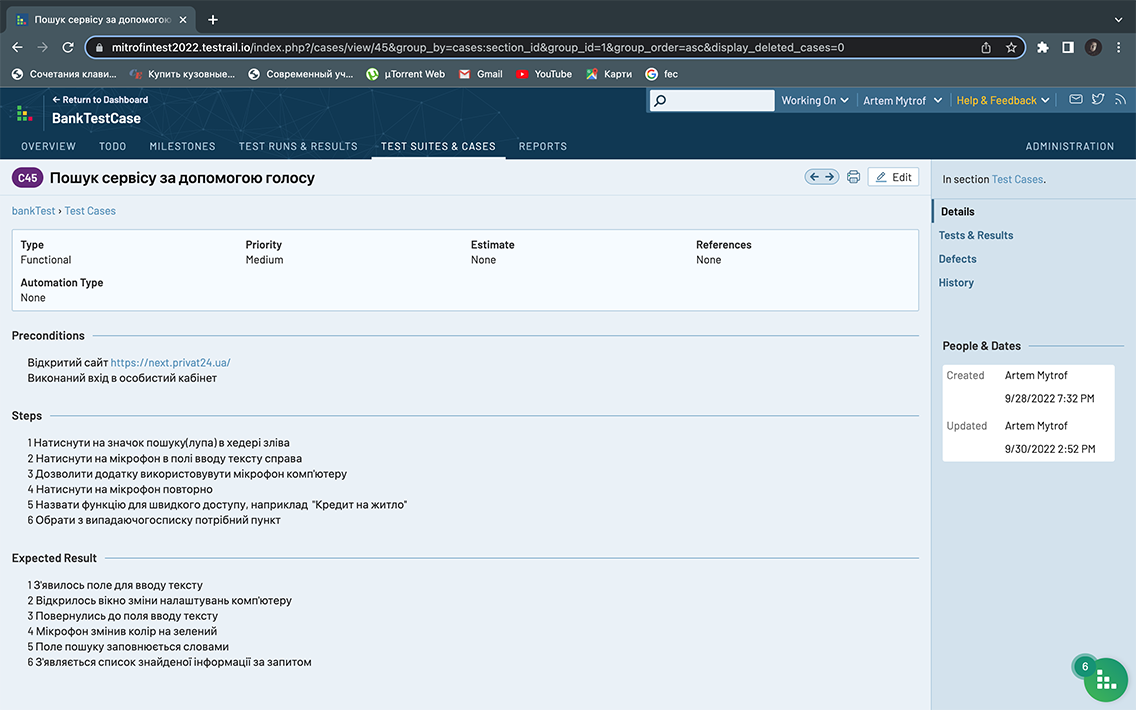 Пошук сервісу за допомогою
mitrofintest2022.testrail.io/index.php?/cases/view/45&group_by=cases:section_id&group_id=1&group_order=asc&display_deleted_cases=0
Сочетания клави... Купить кузовные... Современный уч... µTorrent Web Gmail YouTube Карти fec
← Return to Dashboard
BankTestCase
Working On Artem Mytrof Help & Feedback
OVERVIEW TODO MILESTONES TEST RUNS & RESULTS TEST SUITES & CASES REPORTS ADMINISTRATION
C45 Пошук сервісу за допомогою голосу
Edit
bankTest › Test Cases
Type Priority Estimate References
Functional Medium None None
Automation Type
None
Preconditions
Відкритий сайт https://next.privat24.ua/
Виконаний вхід в особистий кабінет
Steps
1 Натиснути на значок пошуку(лупа) в хедері зліва
2 Натиснути на мікрофон в полі вводу тексту справа
3 Дозволити додатку використовувути мікрофон комп'ютеру
4 Натиснути на мікрофон повторно
5 Назвати функцію для швидкого доступу, наприклад "Кредит на житло"
6 Обрати з випадаючогосписку потрібний пункт
Expected Result
1 З'явилось поле для вводу тексту
2 Відкрилось вікно зміни налаштувань комп'ютеру
3 Повернулись до поля вводу тексту
4 Мікрофон змінив колір на зелений
5 Поле пошуку заповнюється словами
6 З'являється список знайденої інформації за запитом
In section Test Cases.
Details
Tests & Results
Defects
History
People & Dates
Created Artem Mytrof
9/28/2022 7:32 PM
Updated Artem Mytrof
9/30/2022 2:52 PM
6